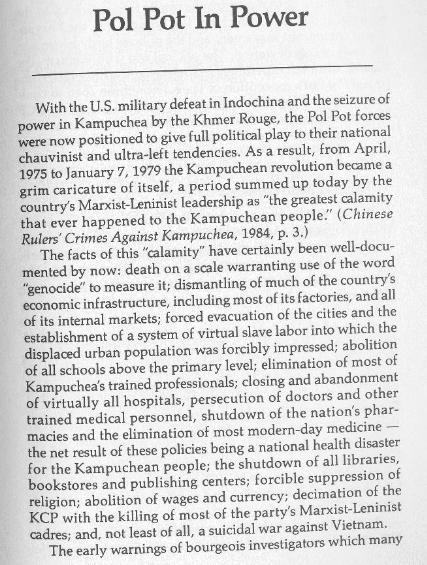 Pol Pot In Power
With the U.S. military defeat in Indochina and the seizure of
power in Kampuchea by the Khmer Rouge, the Pol Pot forces
were now positioned to give full political play to their national
chauvinist and ultra-left tendencies. As a result, from April,
1975 to January 7, 1979 the Kampuchean revolution became a
grim caricature of itself, a period summed up today by the
country's Marxist-Leninist leadership as "the greatest calamity
that ever happened to the Kampuchean people." (Chinese
Rulers' Crimes Against Kampuchea, 1984, p. 3.)
The facts of this "calamity" have certainly been well-docu-
mented by now: death on a scale warranting use of the word
"genocide" to measure it; dismantling of much of the country's
economic infrastructure, including most of its factories, and all
of its internal markets; forced evacuation of the cities and the
establishment of a system of virtual slave labor into which the
displaced urban population was forcibly impressed; abolition
of all schools above the primary level; elimination of most of
Kampuchea's trained professionals; closing and abandonment
of virtually all hospitals, persecution of doctors and other
trained medical personnel, shutdown of the nation's phar-
macies and the elimination of most modern-day medicine —
the net result of these policies being a national health disaster
for the Kampuchean people; the shutdown of all libraries,
bookstores and publishing centers; forcible suppression of
religion; abolition of wages and currency; decimation of the
KCP with the killing of most of the party's Marxist-Leninist
cadres; and, not least of all, a suicidal war against Vietnam.
The early warnings of bourgeois investigators which many